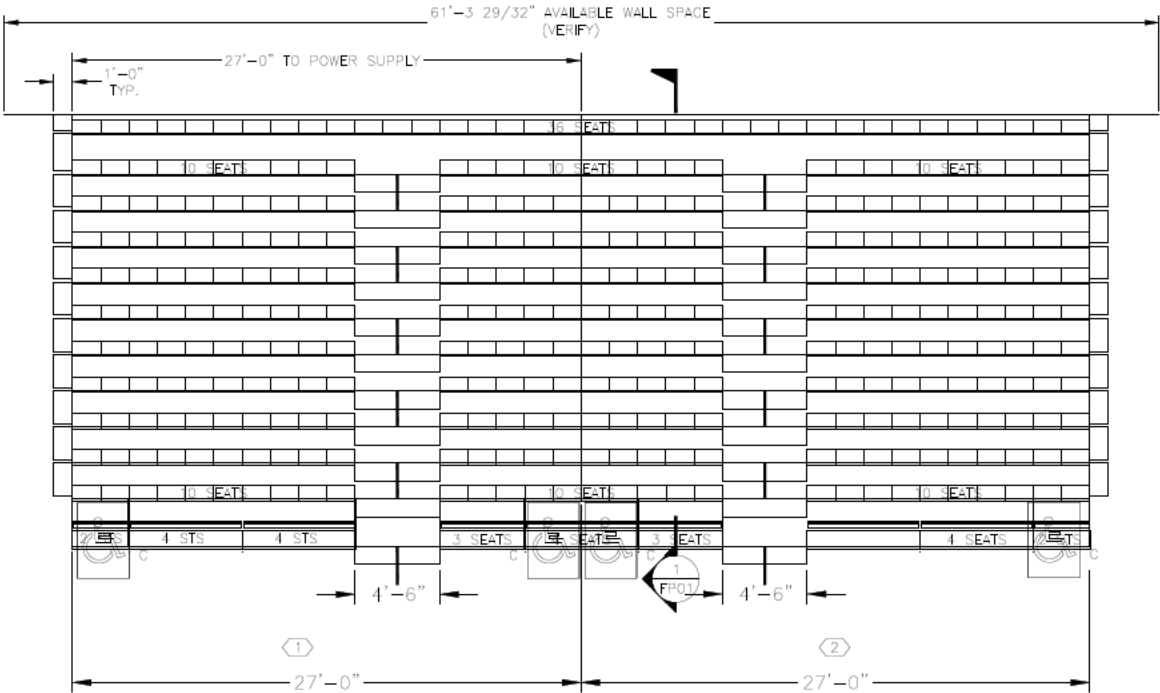 61'-3 29/32" AVAILABLE WALL SPACE
(VERIFY)
27'-0" TO POWER SUPPLY
1'-0"
TYP.
36 SEATS
10 SEATS
10 SEATS
10 SEATS
10 SEATS
10 SEATS
10 SEATS
4 STS
4 STS
3 SEATS
SEATS
3 SEATS
4 SEATS
C
C
C
C
1
FP01
4'-6"
4'-6"
1
2
27'-0"
27'-0"